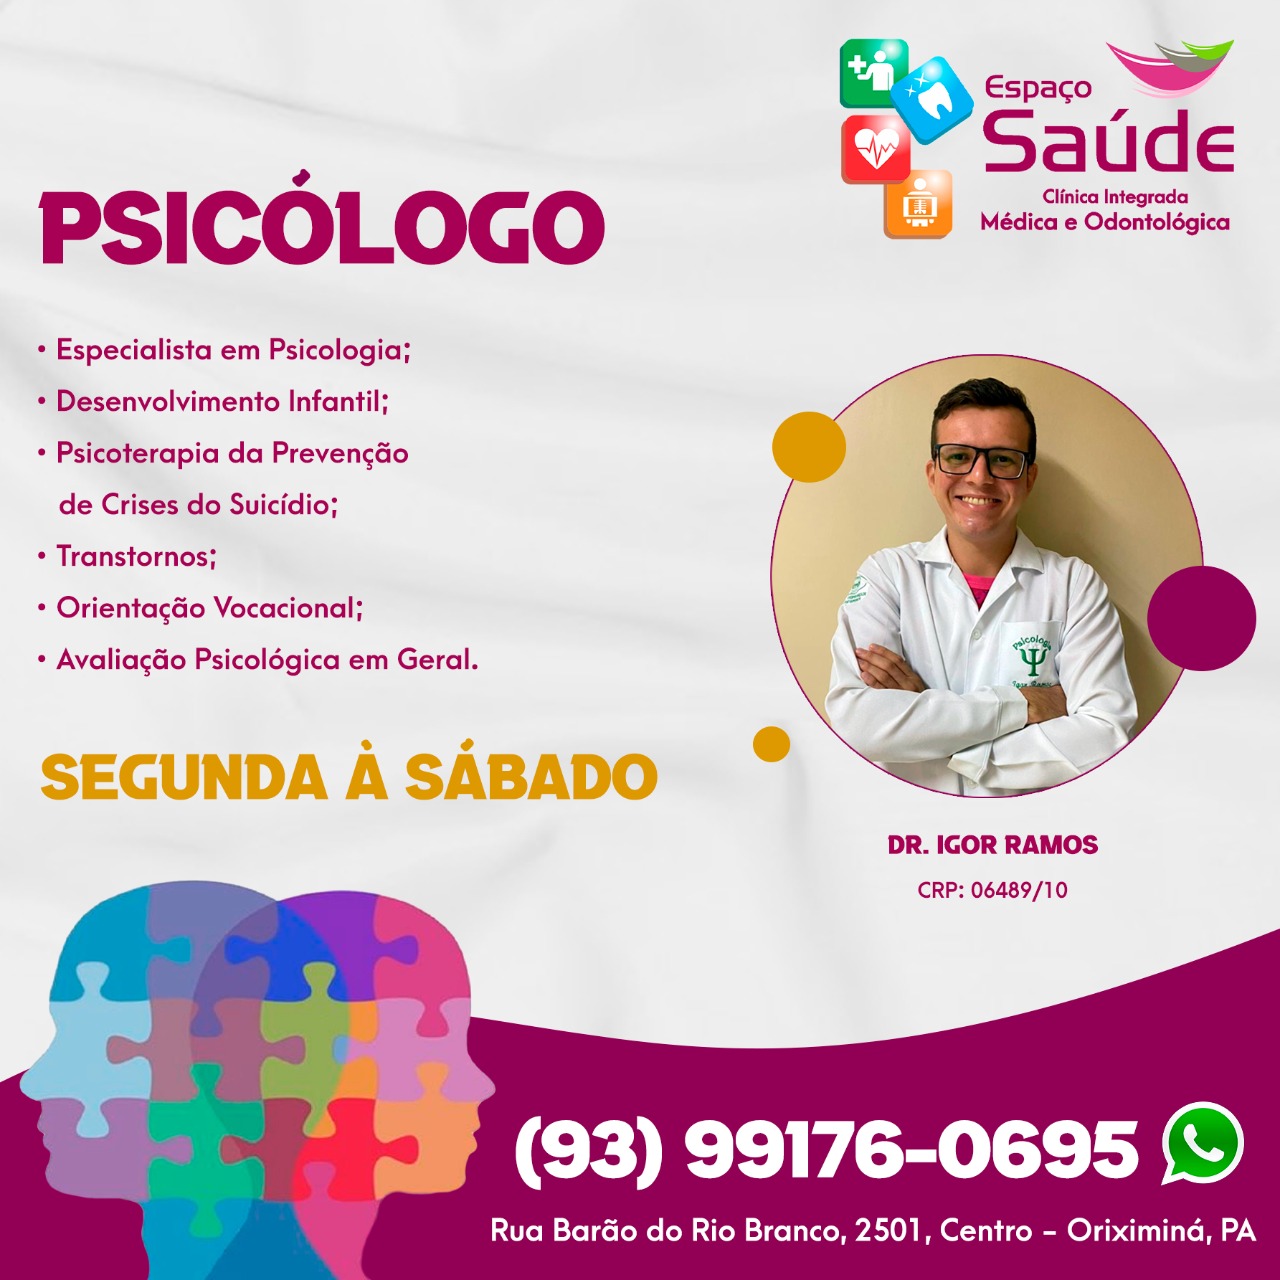 Espaço
Saúde
Clínica Integrada
Médica e Odontológica
PSICÓLOGO
• Especialista em Psicologia;
• Desenvolvimento Infantil;
• Psicoterapia da Prevenção
de Crises do Suicídio;
• Transtornos;
• Orientação Vocacional;
• Avaliação Psicológica em Geral.
SEGUNDA À SÁBADO
Psicologia
Igor Ramos
DR. IGOR RAMOS
CRP: 06489/10
(93) 99176-0695
Rua Barão do Rio Branco, 2501, Centro - Oriximiná, PA